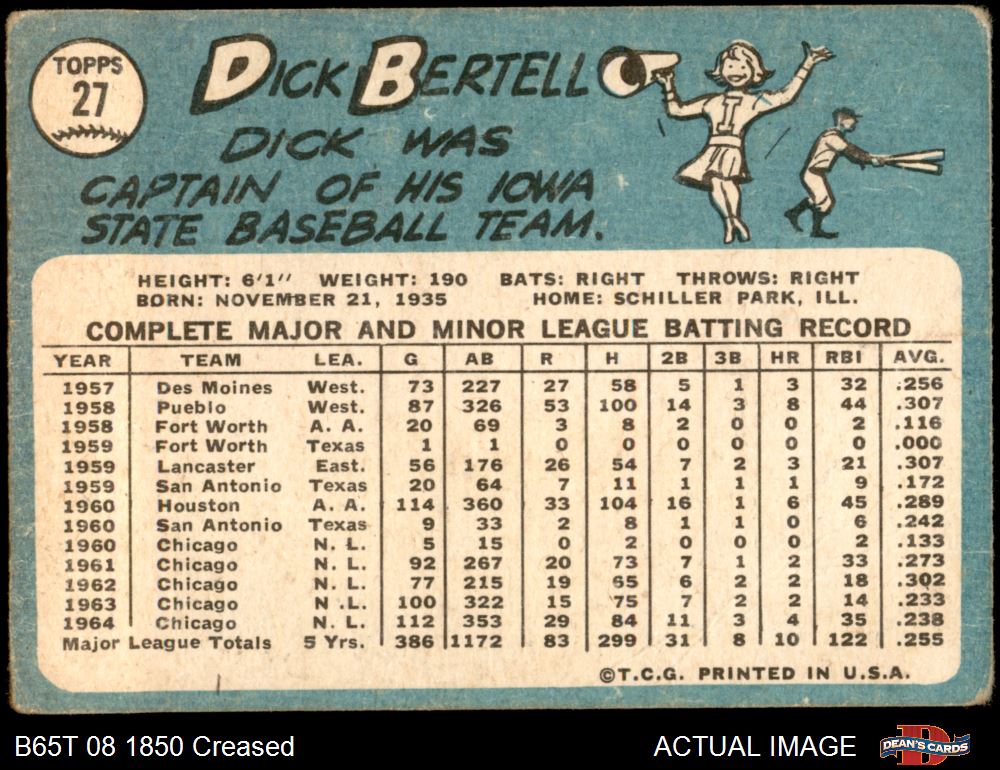 TOPPS
27
DICK BERTELL
DICK WAS
CAPTAIN OF HIS IOWA
STATE BASEBALL TEAM.
I
HEIGHT: 6'1" WEIGHT: 190 BATS: RIGHT THROWS: RIGHT
BORN: NOVEMBER 21, 1935 HOME: SCHILLER PARK, ILL.
COMPLETE MAJOR AND MINOR LEAGUE BATTING RECORD
YEAR TEAM LEA. G AB R H 2B 3B HR RBI AVG.
1957 Des Moines West. 73 227 27 58 5 1 3 32 .256
1958 Pueblo West. 87 326 53 100 14 3 8 44 .307
1958 Fort Worth A. A. 20 69 3 8 2 0 0 2 .116
1959 Fort Worth Texas 1 1 0 0 0 0 0 0 .000
1959 Lancaster East. 56 176 26 54 7 2 3 21 .307
1959 San Antonio Texas 20 64 7 11 1 1 1 9 .172
1960 Houston A. A. 114 360 33 104 16 1 6 45 .289
1960 San Antonio Texas 9 33 2 8 1 1 0 6 .242
1960 Chicago N. L. 5 15 0 2 0 0 0 2 .133
1961 Chicago N. L. 92 267 20 73 7 1 2 33 .273
1962 Chicago N. L. 77 215 19 65 6 2 2 18 .302
1963 Chicago N .L. 100 322 15 75 7 2 2 14 .233
1964 Chicago N. L. 112 353 29 84 11 3 4 35 .238
Major League Totals 5 Yrs. 386 1172 83 299 31 8 10 122 .255
©T.C.G. PRINTED IN U.S.A.
B65T 08 1850 Creased ACTUAL IMAGE
D
DEAN'S CARDS